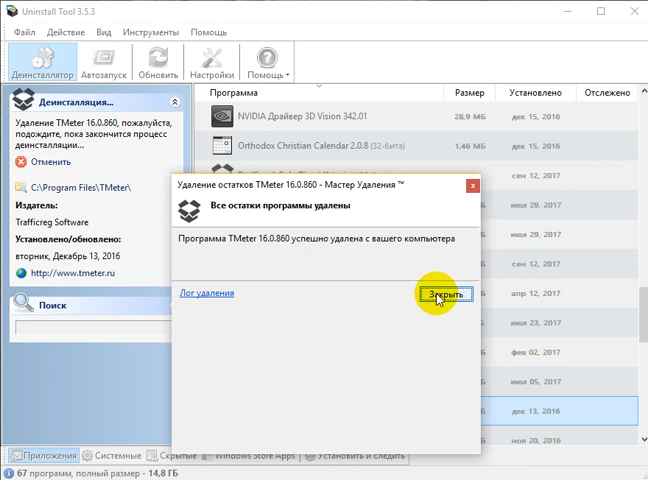 Uninstall Tool 3.5.3
Файл Действие Вид Инструменты Помощь
Деинсталлятор Автозапуск Обновить Настройки Помощь
Деинсталляция...
Удаление TMeter 16.0.860, пожалуйста,
подождите, пока закончится процесс
деинсталляции...
Отменить
C:\Program Files\TMeter\
Издатель:
Trafficreg Software
Установлено/обновлено:
вторник, Декабрь 13, 2016
http://www.tmeter.ru
Поиск
Программа Размер Установлено Отслежено
NVIDIA Драйвер 3D Vision 342.01 28,9 МБ дек 15, 2016
Orthodox Christian Calendar 2.0.8 (32-бита) 1,46 МБ дек 15, 2016
сен 12, 2017
июл 29, 2017
июл 29, 2017
сен 12, 2017
апр 12, 2017
июл 23, 2017
фев 02, 2017
июл 05, 2017
дек 13, 2016
ноя 20, 2016
Удаление остатков TMeter 16.0.860 - Мастер Удаления ™
x
Все остатки программы удалены
Программа TMeter 16.0.860 успешно удалена с вашего компьютера
Лог удаления
Закрыть
Приложения Системные Скрытые Windows Store Apps Установить и следить
67 программ, полный размер - 14,8 ГБ